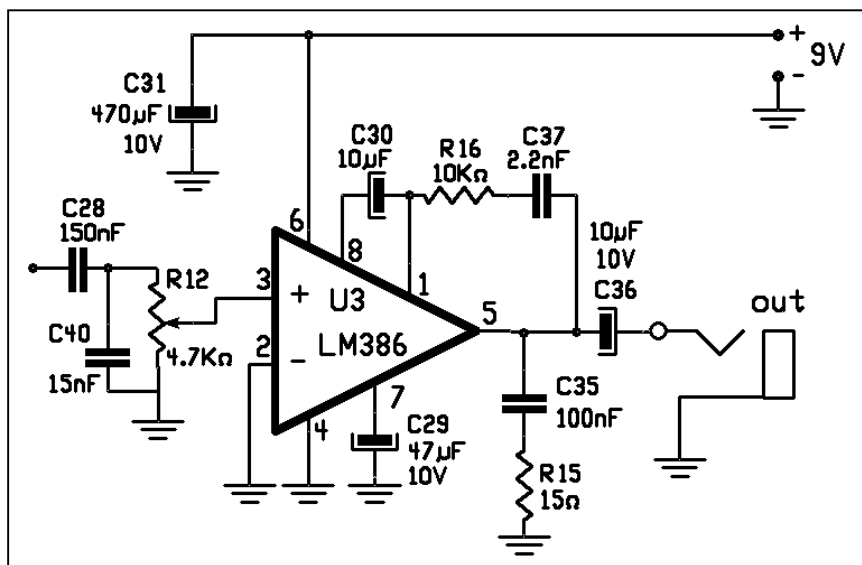 C31
470µF
10V
+
9V
-
C30
10µF
R16
10KΩ
C37
2.2nF
C28
150nF
6
8
10µF
10V
C36
R12
3
+
U3
1
5
out
C40
15nF
4.7KΩ
2
-
LM386
7
4
C29
47µF
10V
C35
100nF
R15
15Ω